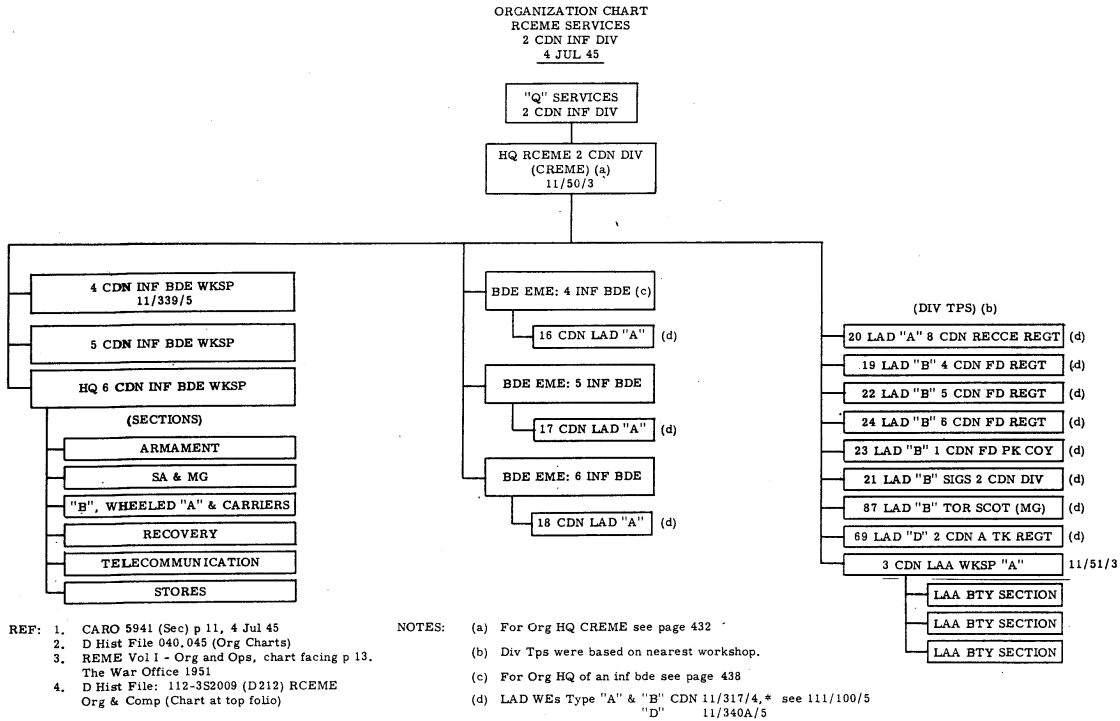 ORGANIZATION CHART
RCEME SERVICES
2 CDN INF DIV
4 JUL 45
"Q" SERVICES
2 CDN INF DIV
HQ RCEME 2 CDN DIV
(CREME) (a)
11/50/3
4 CDN INF BDE WKSP
11/339/5
5 CDN INF BDE WKSP
HQ 6 CDN INF BDE WKSP
(SECTIONS)
ARMAMENT
SA & MG
"B", WHEELED "A" & CARRIERS
RECOVERY
TELECOMMUNICATION
STORES
BDE EME: 4 INF BDE (c)
16 CDN LAD "A" (d)
BDE EME: 5 INF BDE
17 CDN LAD "A" (d)
BDE EME: 6 INF BDE
18 CDN LAD "A" (d)
(DIV TPS) (b)
20 LAD "A" 8 CDN RECCE REGT (d)
19 LAD "B" 4 CDN FD REGT (d)
22 LAD "B" 5 CDN FD REGT (d)
24 LAD "B" 6 CDN FD REGT (d)
23 LAD "B" 1 CDN FD PK COY (d)
21 LAD "B" SIGS 2 CDN DIV (d)
87 LAD "B" TOR SCOT (MG) (d)
69 LAD "D" 2 CDN A TK REGT (d)
3 CDN LAA WKSP "A" 11/51/3
LAA BTY SECTION
LAA BTY SECTION
LAA BTY SECTION
REF: 1. CARO 5941 (Sec) p 11, 4 Jul 45
2. D Hist File 040.045 (Org Charts)
3. REME Vol I - Org and Ops, chart facing p 13.
The War Office 1951
4. D Hist File: 112-3S2009 (D212) RCEME
Org & Comp (Chart at top folio)
NOTES: (a) For Org HQ CREME see page 432
(b) Div Tps were based on nearest workshop.
(c) For Org HQ of an inf bde see page 438
(d) LAD WEs Type "A" & "B" CDN 11/317/4,* see 111/100/5
"D" 11/340A/5